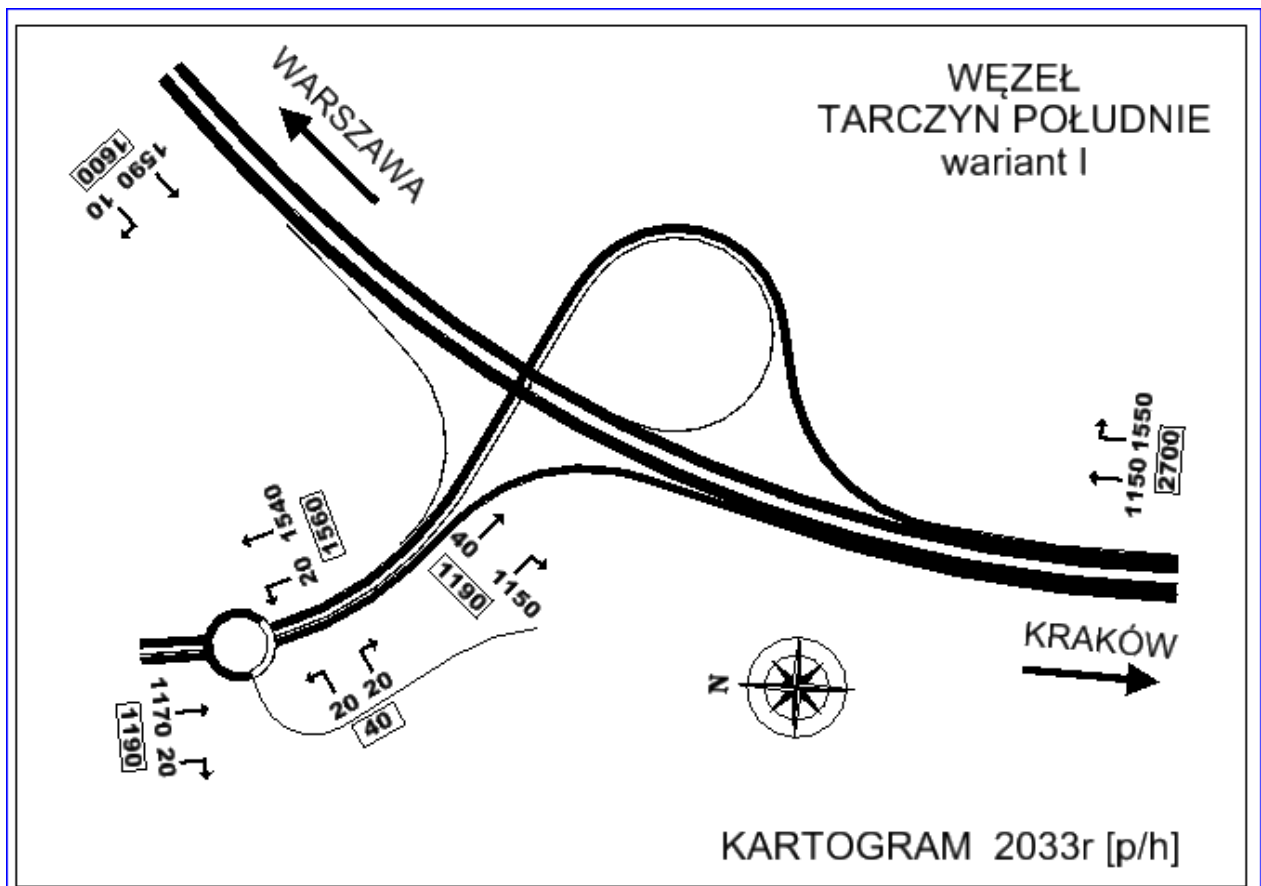 WĘZEŁ
TARCZYN POŁUDNIE
wariant I
WARSZAWA
1600
1590
10
1550
1150
2700
1540
1560
20
40
1190
1150
20
20
40
1170
1190
20
KRAKÓW
N
KARTOGRAM 2033r [p/h]